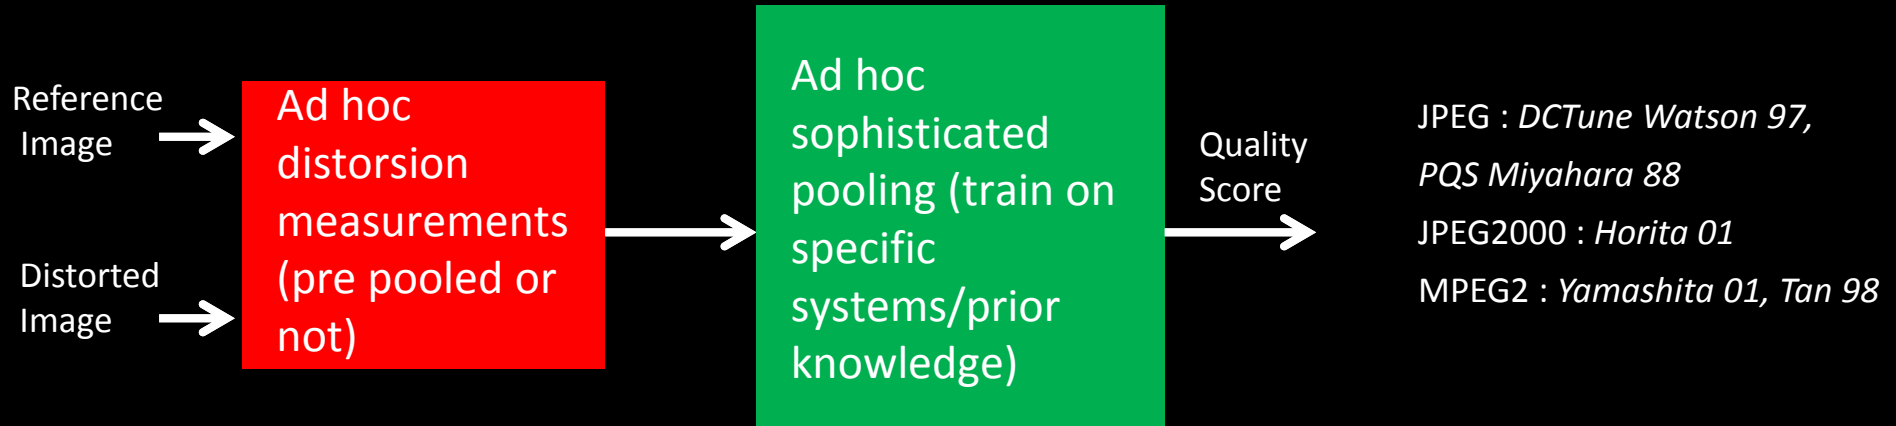 Reference
Image
Distorted
Image
Ad hoc
distorsion
measurements
(pre pooled or
not)
Ad hoc
sophisticated
pooling (train on
specific
systems/prior
knowledge)
Quality
Score
JPEG : DCTune Watson 97,
PQS Miyahara 88
JPEG2000 : Horita 01
MPEG2 : Yamashita 01, Tan 98